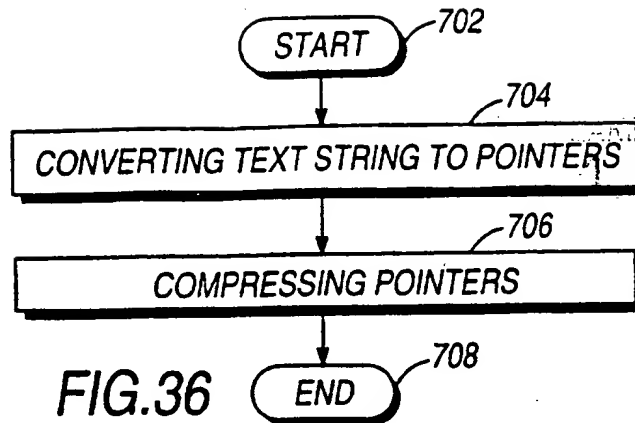 START
702
704
CONVERTING TEXT STRING TO POINTERS
706
COMPRESSING POINTERS
708
END
FIG.36